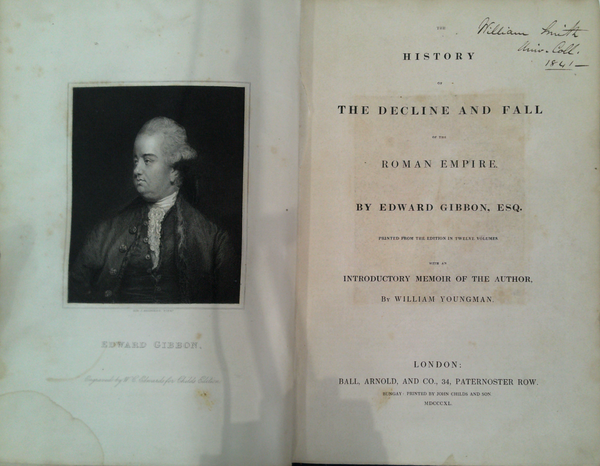 EDWARD GIBBON.
William Smith
Univ. Coll.
1841
THE
HISTORY
OF
THE DECLINE AND FALL
OF THE
ROMAN EMPIRE.
BY EDWARD GIBBON, ESQ.
PRINTED FROM THE EDITION IN TWELVE VOLUMES.
WITH AN
INTRODUCTORY MEMOIR OF THE AUTHOR,
BY WILLIAM YOUNGMAN.
LONDON:
BALL, ARNOLD, AND CO., 34, PATERNOSTER ROW.
BUNGAY: PRINTED BY JOHN CHILDS AND SON.
MDCCCXL.